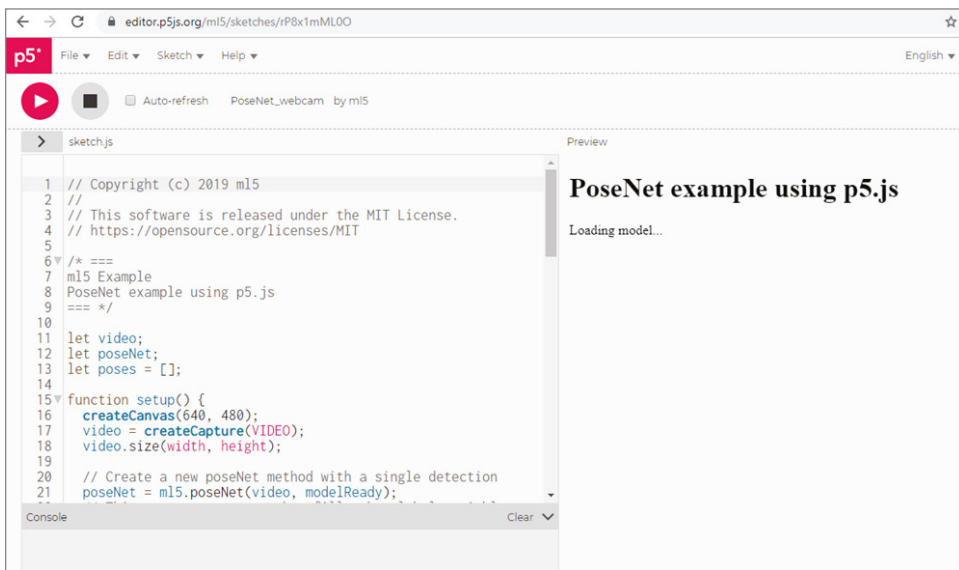 editor.p5js.org/ml5/sketches/rP8x1mML0O
p5* File Edit Sketch Help English
Auto-refresh PoseNet_webcam by ml5
sketch.js
Preview
1 // Copyright (c) 2019 ml5
2 //
3 // This software is released under the MIT License.
4 // https://opensource.org/licenses/MIT
5
6 /* ===
7 ml5 Example
8 PoseNet example using p5.js
9 === */
10
11 let video;
12 let poseNet;
13 let poses = [];
14
15 function setup() {
16 createCanvas(640, 480);
17 video = createCapture(VIDEO);
18 video.size(width, height);
19
20 // Create a new poseNet method with a single detection
21 poseNet = ml5.poseNet(video, modelReady);
Console Clear
PoseNet example using p5.js
Loading model...